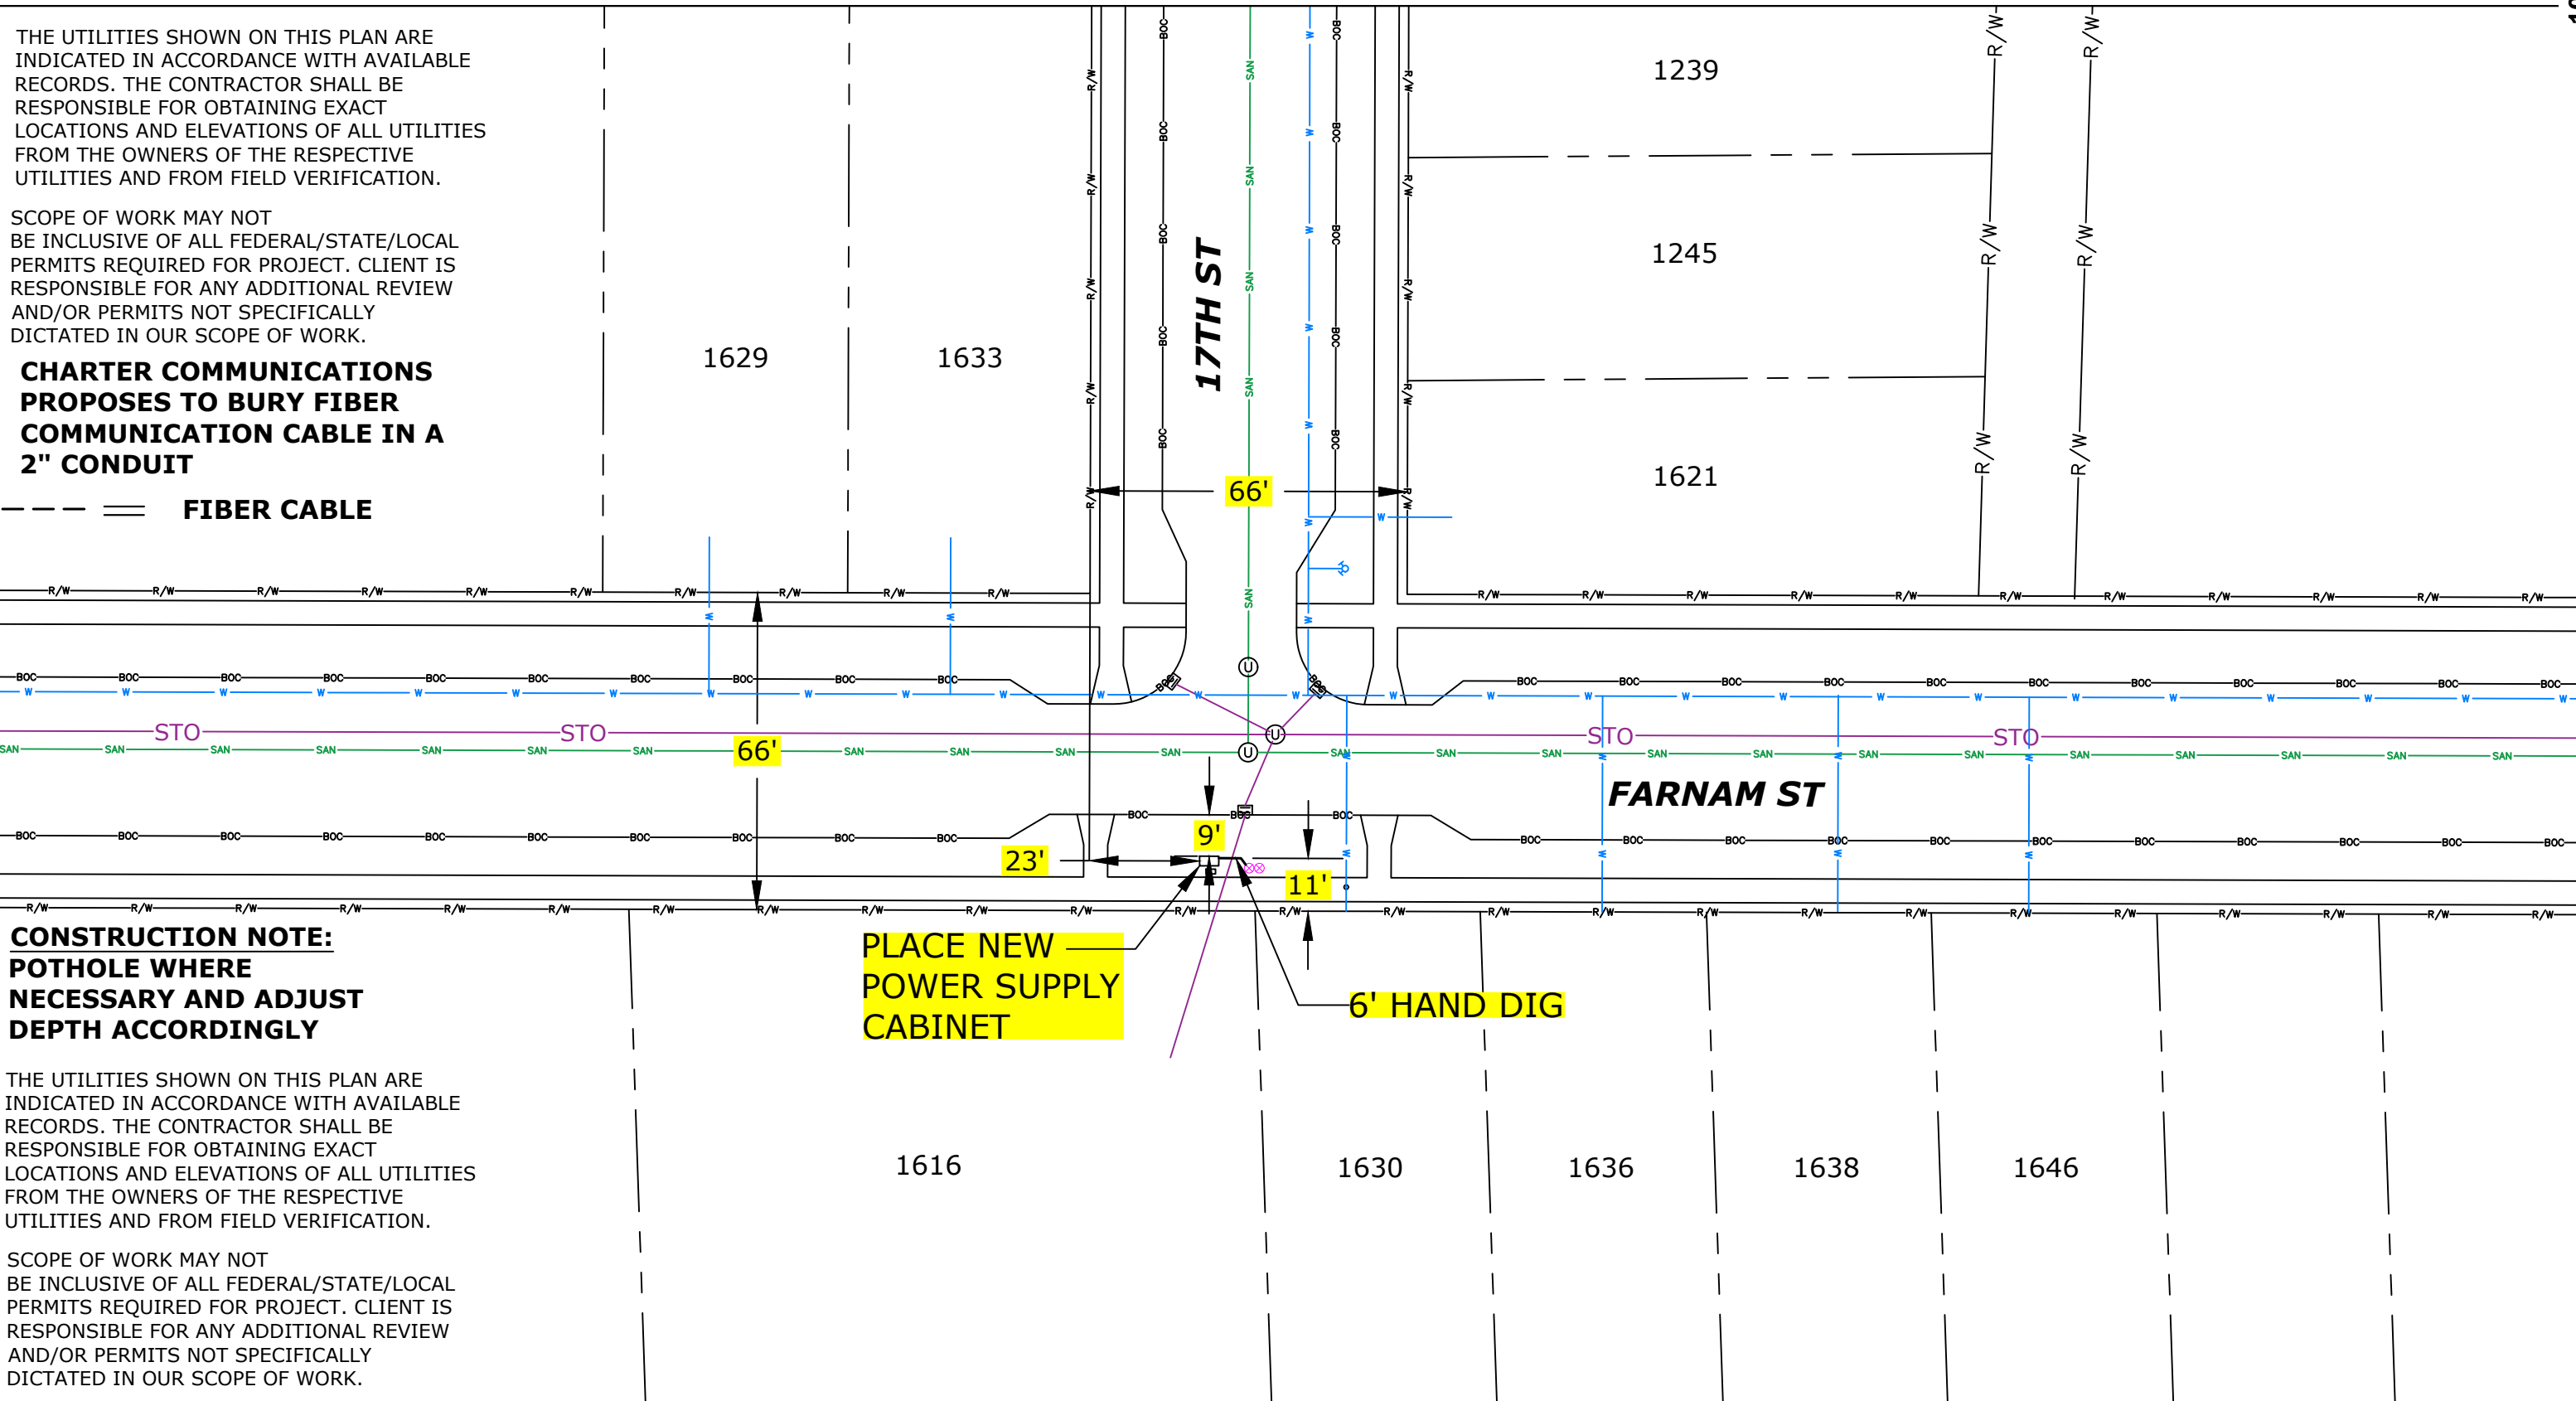 THE UTILITIES SHOWN ON THIS PLAN ARE
INDICATED IN ACCORDANCE WITH AVAILABLE
RECORDS. THE CONTRACTOR SHALL BE
RESPONSIBLE FOR OBTAINING EXACT
LOCATIONS AND ELEVATIONS OF ALL UTILITIES
FROM THE OWNERS OF THE RESPECTIVE
UTILITIES AND FROM FIELD VERIFICATION.
SCOPE OF WORK MAY NOT
BE INCLUSIVE OF ALL FEDERAL/STATE/LOCAL
PERMITS REQUIRED FOR PROJECT. CLIENT IS
RESPONSIBLE FOR ANY ADDITIONAL REVIEW
AND/OR PERMITS NOT SPECIFICALLY
DICTATED IN OUR SCOPE OF WORK.
CHARTER COMMUNICATIONS
PROPOSES TO BURY FIBER
COMMUNICATION CABLE IN A
2" CONDUIT
FIBER CABLE
1629
1633
17TH ST
1239
1245
1621
66'
R/W
BOC
SAN
W
STO
U
66'
FARNAM ST
9'
23'
11'
PLACE NEW
POWER SUPPLY
CABINET
6' HAND DIG
CONSTRUCTION NOTE:
POTHOLE WHERE
NECESSARY AND ADJUST
DEPTH ACCORDINGLY
THE UTILITIES SHOWN ON THIS PLAN ARE
INDICATED IN ACCORDANCE WITH AVAILABLE
RECORDS. THE CONTRACTOR SHALL BE
RESPONSIBLE FOR OBTAINING EXACT
LOCATIONS AND ELEVATIONS OF ALL UTILITIES
FROM THE OWNERS OF THE RESPECTIVE
UTILITIES AND FROM FIELD VERIFICATION.
SCOPE OF WORK MAY NOT
BE INCLUSIVE OF ALL FEDERAL/STATE/LOCAL
PERMITS REQUIRED FOR PROJECT. CLIENT IS
RESPONSIBLE FOR ANY ADDITIONAL REVIEW
AND/OR PERMITS NOT SPECIFICALLY
DICTATED IN OUR SCOPE OF WORK.
1616
1630
1636
1638
1646